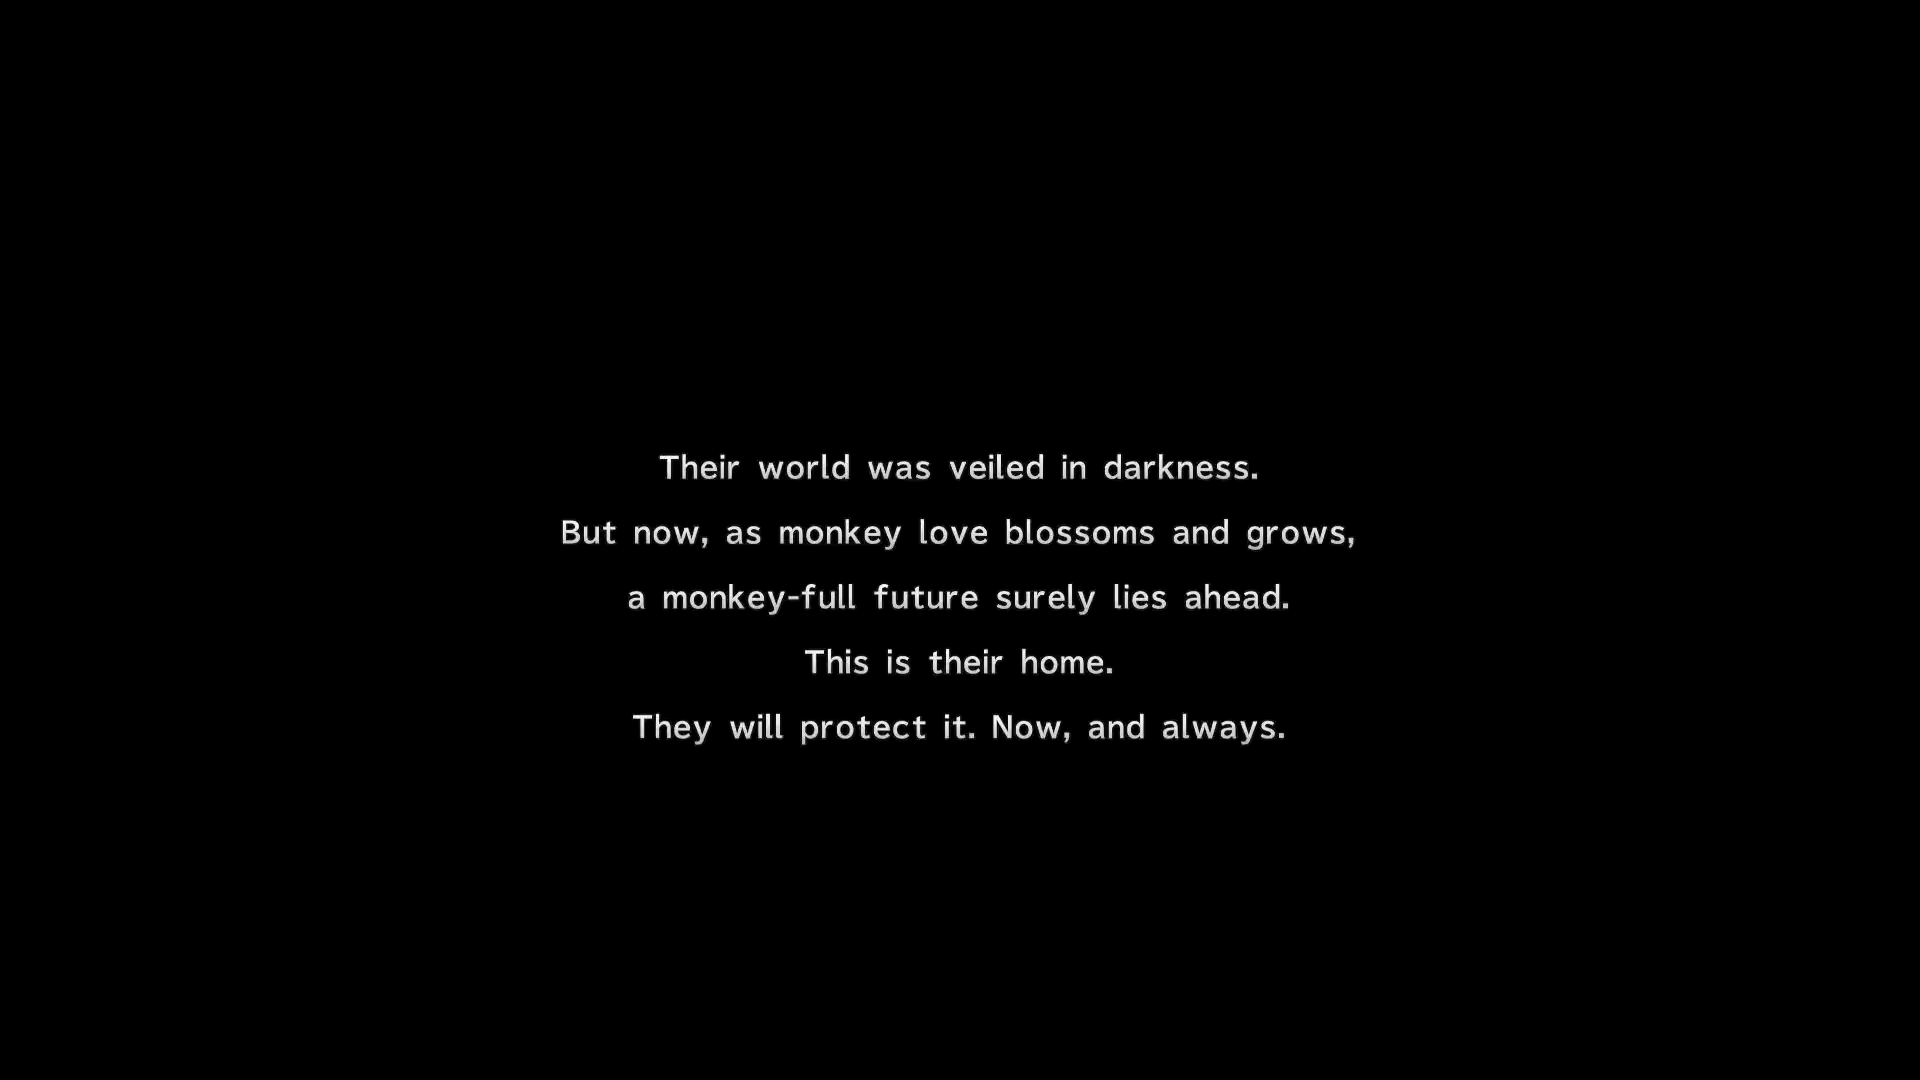 Their world was veiled in darkness.
But now, as monkey love blossoms and grows,
a monkey-full future surely lies ahead.
This is their home.
They will protect it. Now, and always.